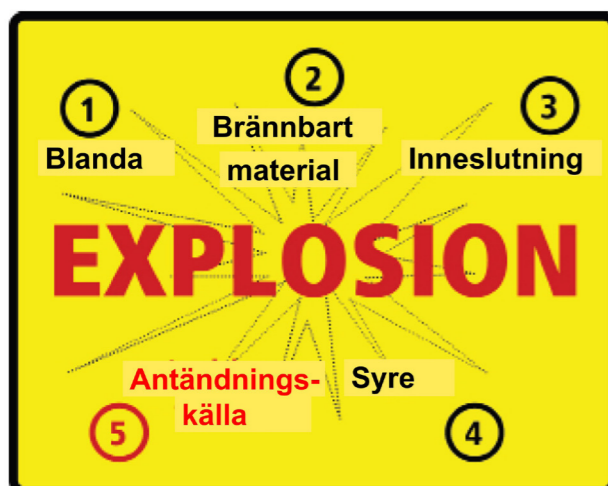 1
Blanda
2
Brännbart
material
3
Inneslutning
EXPLOSION
Antändnings-
källa
5
Syre
4